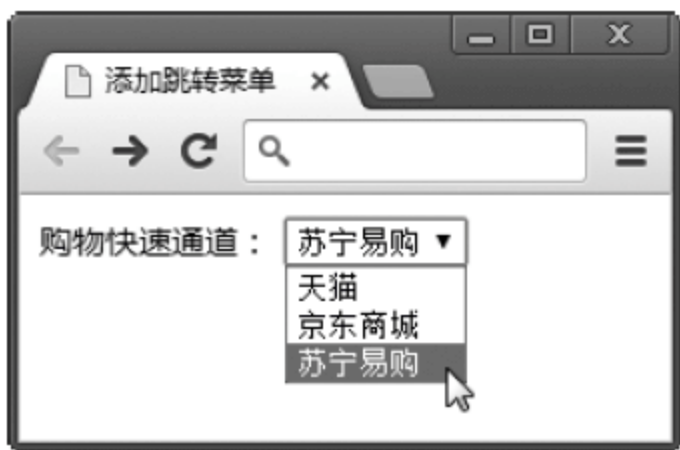 添加跳转菜单
购物快速通道： 苏宁易购
天猫
京东商城
苏宁易购